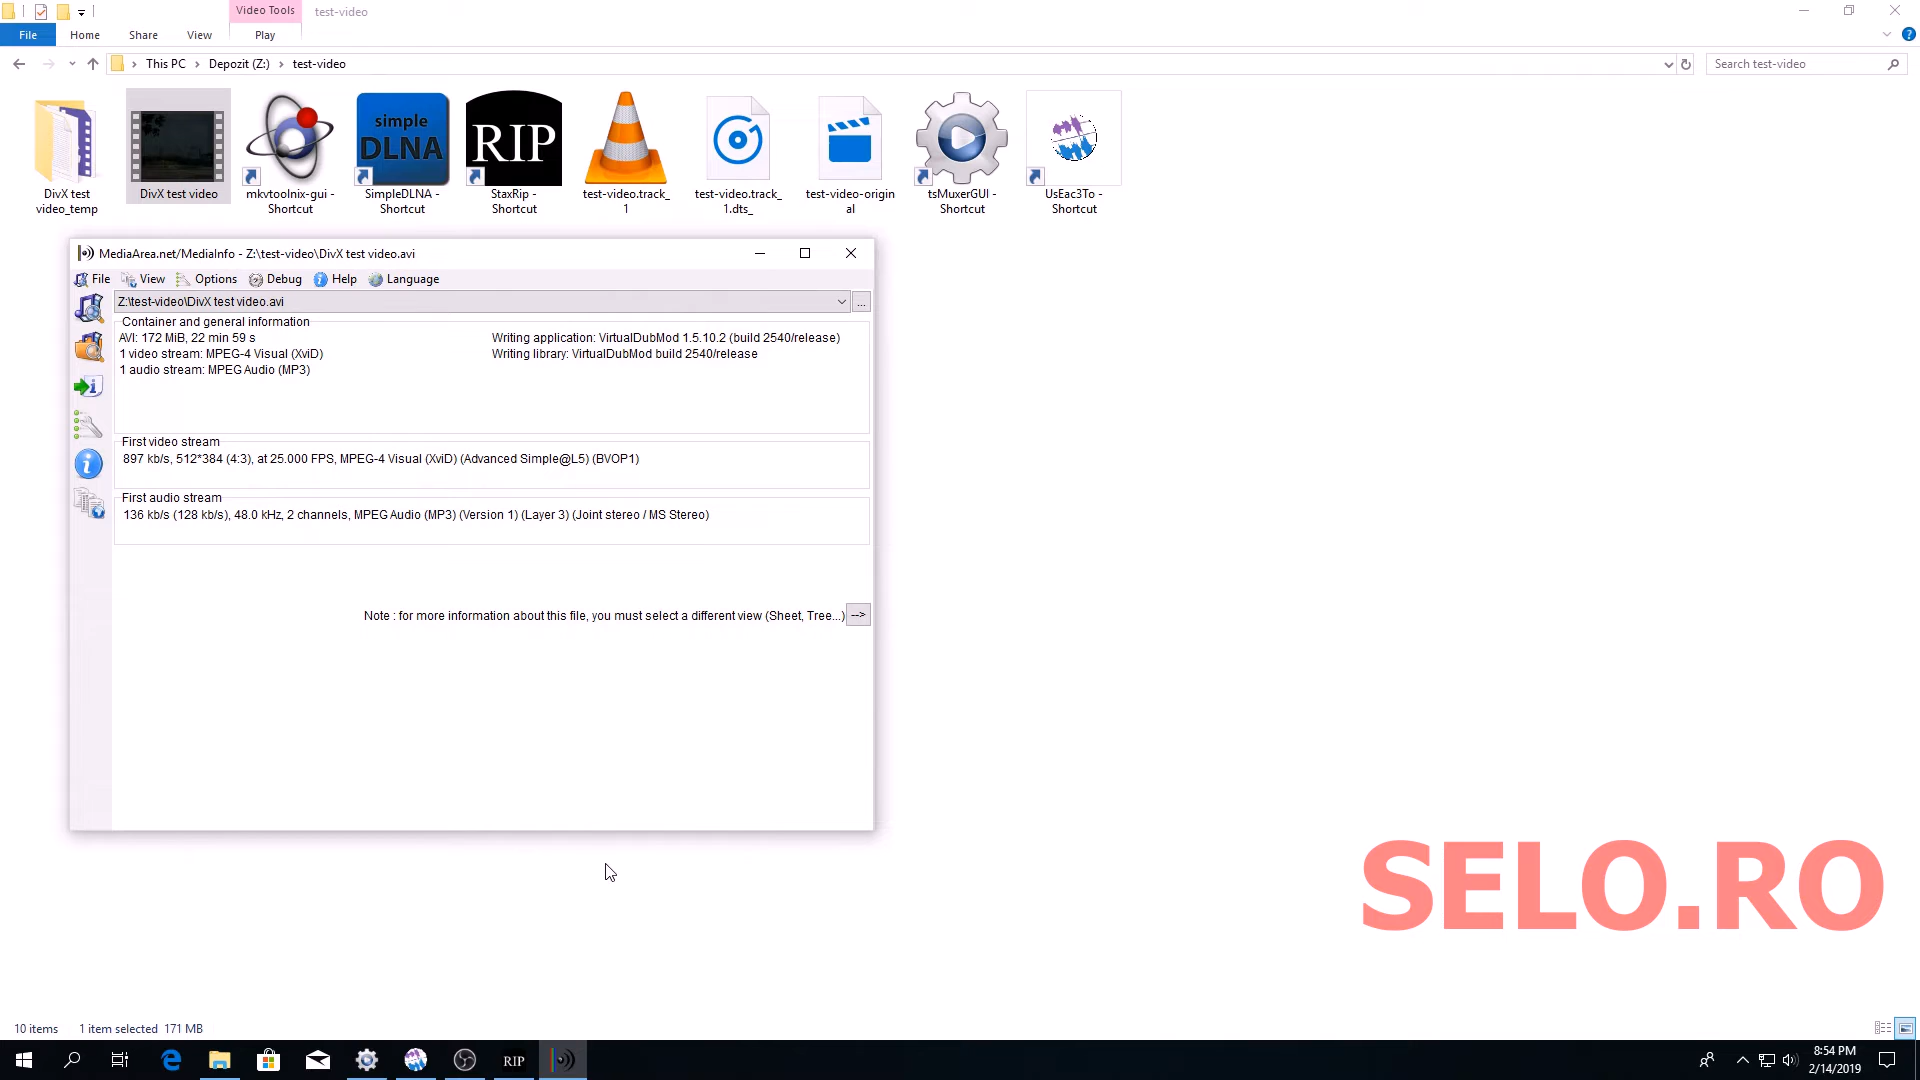 Video Tools
test-video
File
Home
Share
View
Play
This PC
Depozit (Z:)
test-video
Search test-video
DivX test
video_temp
DivX test video
mkvtoolnix-gui -
Shortcut
simple
DLNA
SimpleDLNA -
Shortcut
RIP
StaxRip -
Shortcut
test-video.track_
1
test-video.track_
1.dts_
test-video-origin
al
tsMuxerGUI -
Shortcut
UsEac3To -
Shortcut
MediaArea.net/MediaInfo - Z:\test-video\DivX test video.avi
File
View
Options
Debug
Help
Language
Z:\test-video\DivX test video.avi
...
Container and general information
AVI: 172 MiB, 22 min 59 s
1 video stream: MPEG-4 Visual (XviD)
1 audio stream: MPEG Audio (MP3)
Writing application: VirtualDubMod 1.5.10.2 (build 2540/release)
Writing library: VirtualDubMod build 2540/release
First video stream
897 kb/s, 512*384 (4:3), at 25.000 FPS, MPEG-4 Visual (XviD) (Advanced Simple@L5) (BVOP1)
First audio stream
136 kb/s (128 kb/s), 48.0 kHz, 2 channels, MPEG Audio (MP3) (Version 1) (Layer 3) (Joint stereo / MS Stereo)
Note : for more information about this file, you must select a different view (Sheet, Tree...)
-->
SELO.RO
10 items
1 item selected 171 MB
RIP
8:54 PM
2/14/2019